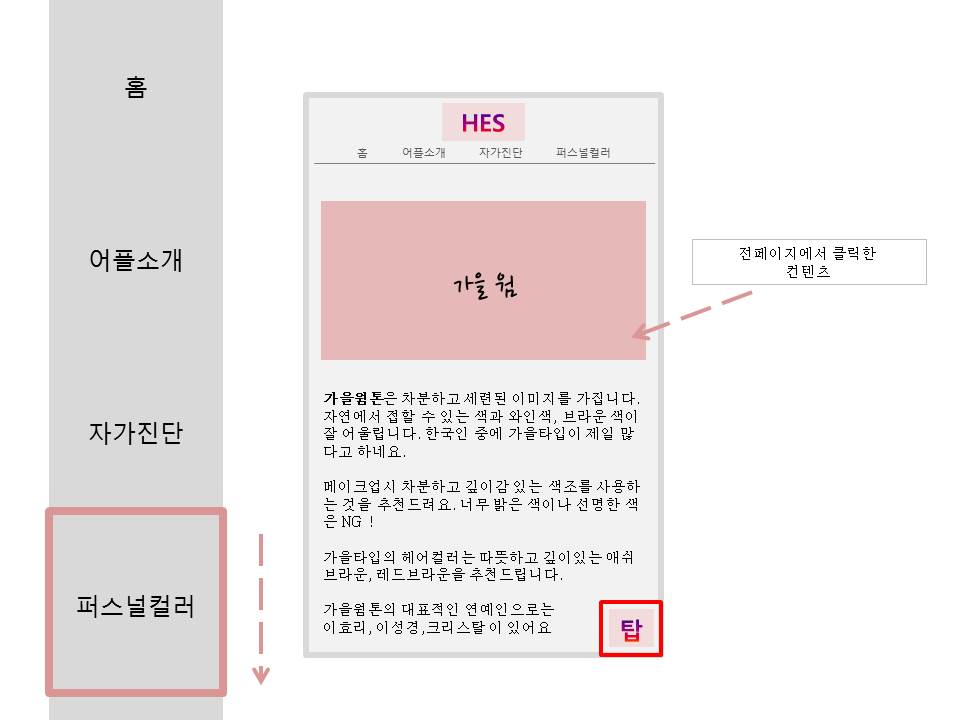 홈
어플소개
자가진단
퍼스널컬러
HES
홈 어플소개 자가진단 퍼스널컬러
가을 웜
가을웜톤은 차분하고 세련된 이미지를 가집니다.
자연에서 접할 수 있는 색과 와인색, 브라운 색이
잘 어울립니다. 한국인 중에 가을타입이 제일 많
다고 하네요.
메이크업시 차분하고 깊이감 있는 색조를 사용하
는 것을 추천드려요. 너무 밝은 색이나 선명한 색
은 NG !
가을타입의 헤어컬러는 따뜻하고 깊이있는 애쉬
브라운, 레드브라운을 추천드립니다.
가을웜톤의 대표적인 연예인으로는
이효리, 이성경,크리스탈 이 있어요
탑
전페이지에서 클릭한
컨텐츠